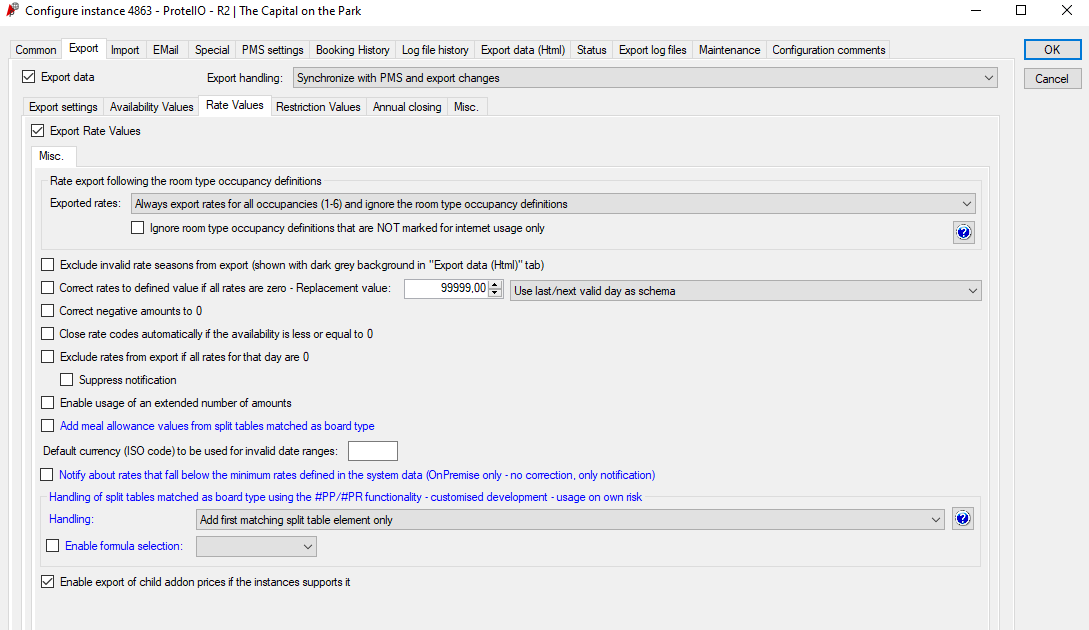 Configure instance 4863 - ProtelIO - R2 | The Capital on the Park
Common Export Import EMail Special PMS settings Booking History Log file history Export data (Html) Status Export log files Maintenance Configuration comments
OK
Export data Export handling: Synchronize with PMS and export changes
Cancel
Export settings Availability Values Rate Values Restriction Values Annual closing Misc.
Export Rate Values
Misc.
Rate export following the room type occupancy definitions
Exported rates: Always export rates for all occupancies (1-6) and ignore the room type occupancy definitions
Ignore room type occupancy definitions that are NOT marked for internet usage only
?
Exclude invalid rate seasons from export (shown with dark grey background in "Export data (Html)" tab)
Correct rates to defined value if all rates are zero - Replacement value: 99999,00 Use last/next valid day as schema
Correct negative amounts to 0
Close rate codes automatically if the availability is less or equal to 0
Exclude rates from export if all rates for that day are 0
Suppress notification
Enable usage of an extended number of amounts
Add meal allowance values from split tables matched as board type
Default currency (ISO code) to be used for invalid date ranges:
Notify about rates that fall below the minimum rates defined in the system data (OnPremise only - no correction, only notification)
Handling of split tables matched as board type using the #PP/#PR functionality - customised development - usage on own risk
Handling: Add first matching split table element only ?
Enable formula selection:
Enable export of child addon prices if the instances supports it